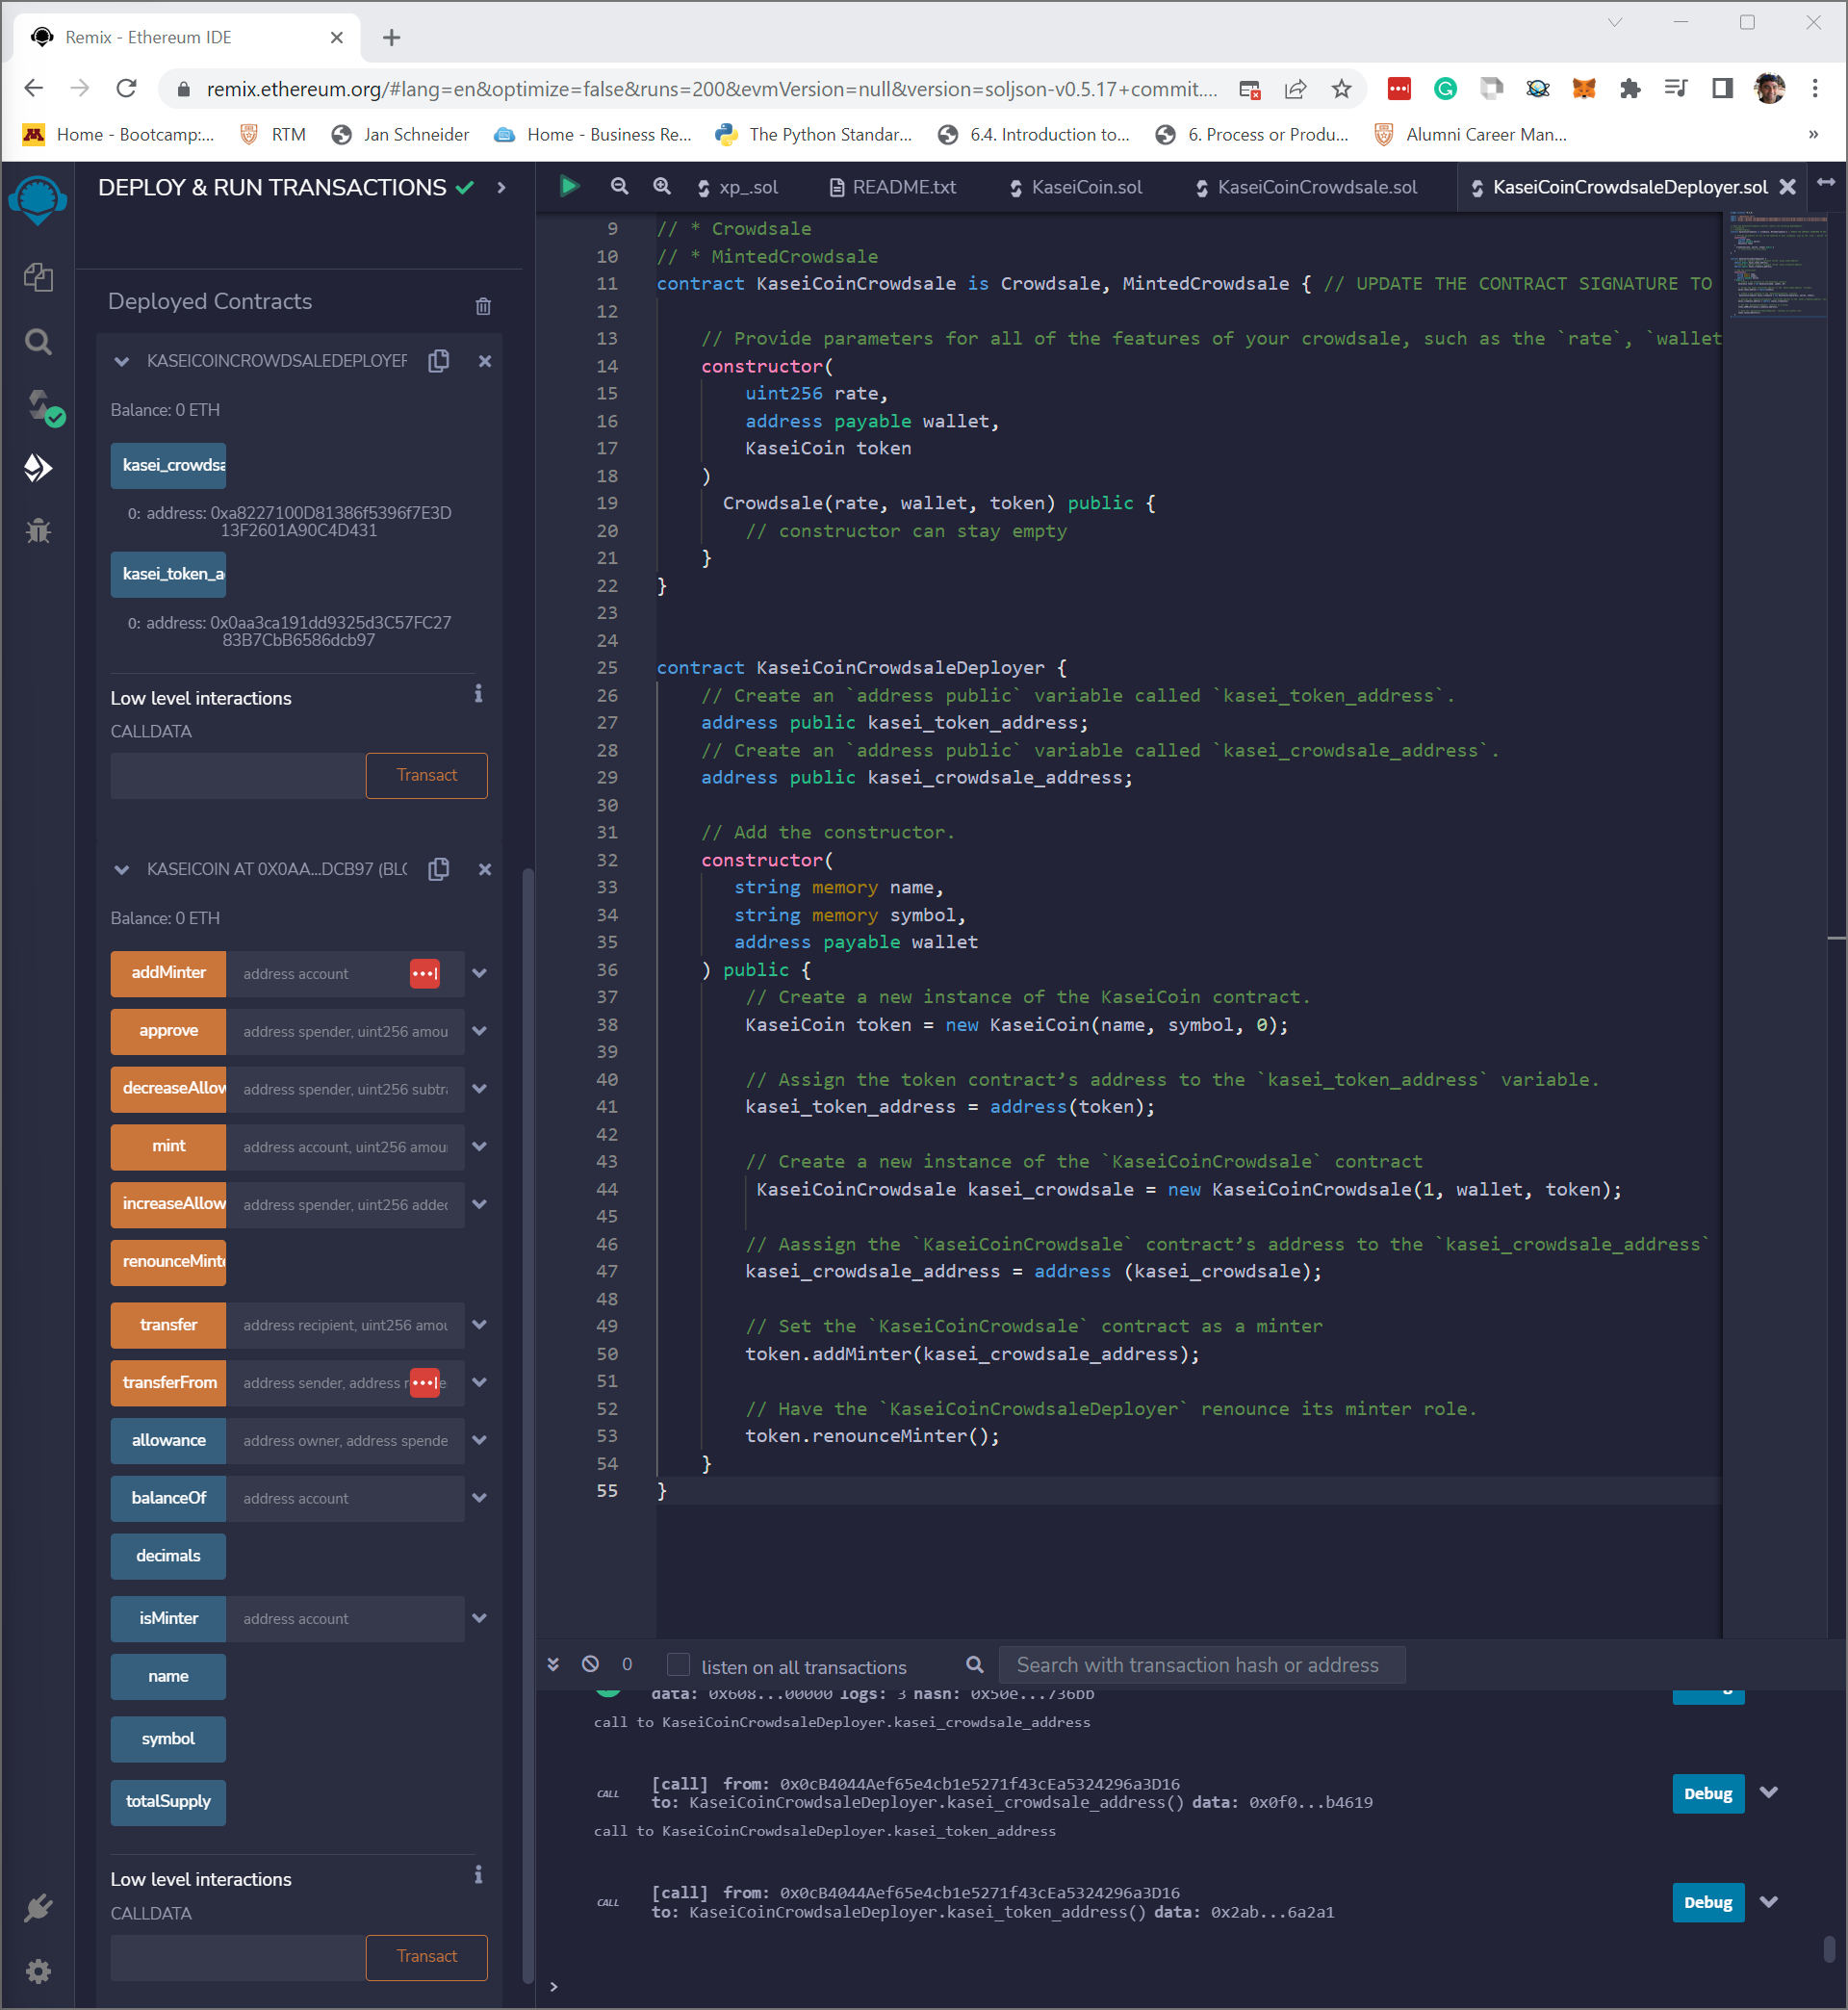 Remix - Ethereum IDE
remix.ethereum.org/#lang=en&optimize=false&runs=200&evmVersion=null&version=soljson-v0.5.17+commit....
Home - Bootcamp:...
RTM
Jan Schneider
Home - Business Re...
The Python Standar...
6.4. Introduction to...
6. Process or Produ...
Alumni Career Man...
»
DEPLOY & RUN TRANSACTIONS
Deployed Contracts
KASEICOINCROWDSALEDEPLOYER
Balance: 0 ETH
kasei_crowdsa
0: address: 0xa8227100D81386f5396f7E3D
13F2601A90C4D431
kasei_token_a
0: address: 0x0aa3ca191dd9325d3C57FC27
83B7CbB6586dcb97
Low level interactions
CALLDATA
Transact
KASEICOIN AT 0X0AA...DCB97 (BLO
Balance: 0 ETH
addMinter address account
approve address spender, uint256 amou
decreaseAllow address spender, uint256 subtra
mint address account, uint256 amou
increaseAllow address spender, uint256 added
renounceMinte
transfer address recipient, uint256 amou
transferFrom address sender, address r e
allowance address owner, address spende
balanceOf address account
decimals
isMinter address account
name
symbol
totalSupply
Low level interactions
CALLDATA
Transact
xp_.sol
README.txt
KaseiCoin.sol
KaseiCoinCrowdsale.sol
KaseiCoinCrowdsaleDeployer.sol
9 // * Crowdsale
10 // * MintedCrowdsale
11 contract KaseiCoinCrowdsale is Crowdsale, MintedCrowdsale { // UPDATE THE CONTRACT SIGNATURE TO
12
13 // Provide parameters for all of the features of your crowdsale, such as the `rate`, `wallet
14 constructor(
15 uint256 rate,
16 address payable wallet,
17 KaseiCoin token
18 )
19 Crowdsale(rate, wallet, token) public {
20 // constructor can stay empty
21 }
22 }
23
24
25 contract KaseiCoinCrowdsaleDeployer {
26 // Create an `address public` variable called `kasei_token_address`.
27 address public kasei_token_address;
28 // Create an `address public` variable called `kasei_crowdsale_address`.
29 address public kasei_crowdsale_address;
30
31 // Add the constructor.
32 constructor(
33 string memory name,
34 string memory symbol,
35 address payable wallet
36 ) public {
37 // Create a new instance of the KaseiCoin contract.
38 KaseiCoin token = new KaseiCoin(name, symbol, 0);
39
40 // Assign the token contract’s address to the `kasei_token_address` variable.
41 kasei_token_address = address(token);
42
43 // Create a new instance of the `KaseiCoinCrowdsale` contract
44 KaseiCoinCrowdsale kasei_crowdsale = new KaseiCoinCrowdsale(1, wallet, token);
45
46 // Aassign the `KaseiCoinCrowdsale` contract’s address to the `kasei_crowdsale_address`
47 kasei_crowdsale_address = address (kasei_crowdsale);
48
49 // Set the `KaseiCoinCrowdsale` contract as a minter
50 token.addMinter(kasei_crowdsale_address);
51
52 // Have the `KaseiCoinCrowdsaleDeployer` renounce its minter role.
53 token.renounceMinter();
54 }
55 }
0
listen on all transactions
Search with transaction hash or address
data: 0x608...00000 logs: 3 hash: 0x50e...736bb
call to KaseiCoinCrowdsaleDeployer.kasei_crowdsale_address
CALL [call] from: 0x0cB4044Aef65e4cb1e5271f43cEa5324296a3D16
to: KaseiCoinCrowdsaleDeployer.kasei_crowdsale_address() data: 0x0f0...b4619
Debug
call to KaseiCoinCrowdsaleDeployer.kasei_token_address
CALL [call] from: 0x0cB4044Aef65e4cb1e5271f43cEa5324296a3D16
to: KaseiCoinCrowdsaleDeployer.kasei_token_address() data: 0x2ab...6a2a1
Debug
>